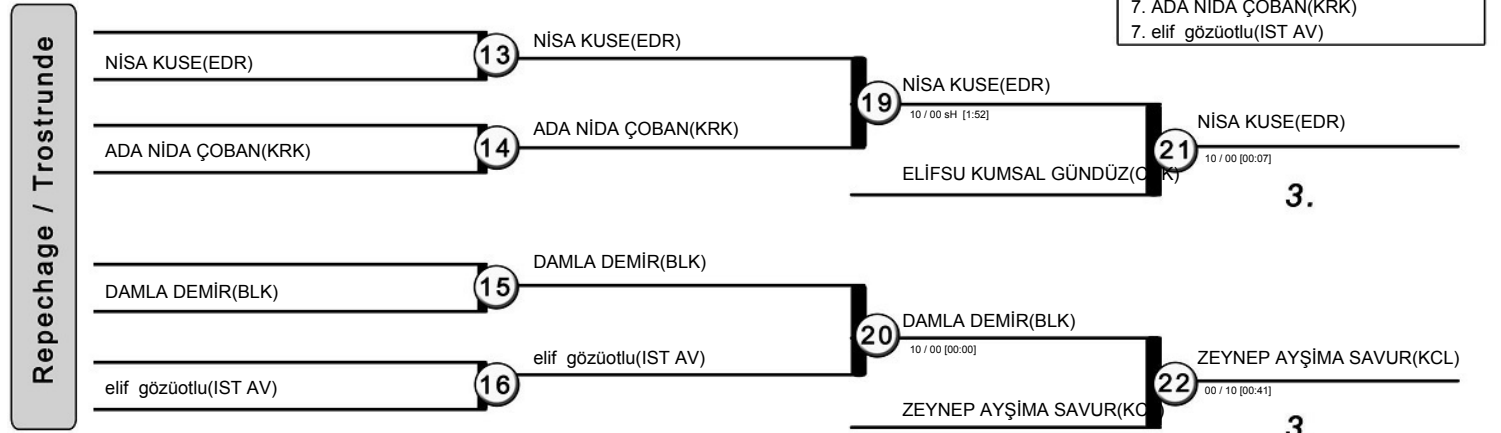 7. ADA NİDA ÇOBAN(KRK)
7. elif gözüotlu(IST AV)
Repechage / Trostrunde
NİSA KUSE(EDR)
13
NİSA KUSE(EDR)
ADA NİDA ÇOBAN(KRK)
14
ADA NİDA ÇOBAN(KRK)
19
NİSA KUSE(EDR)
10 / 00 sH [1:52]
ELİFSU KUMSAL GÜNDÜZ
21
NİSA KUSE(EDR)
10 / 00 [00:07]
3.
DAMLA DEMİR(BLK)
15
DAMLA DEMİR(BLK)
elif gözüotlu(IST AV)
16
elif gözüotlu(IST AV)
20
DAMLA DEMİR(BLK)
10 / 00 [00:00]
ZEYNEP AYŞİMA SAVUR
22
ZEYNEP AYŞİMA SAVUR(KCL)
00 / 10 [00:41]
3